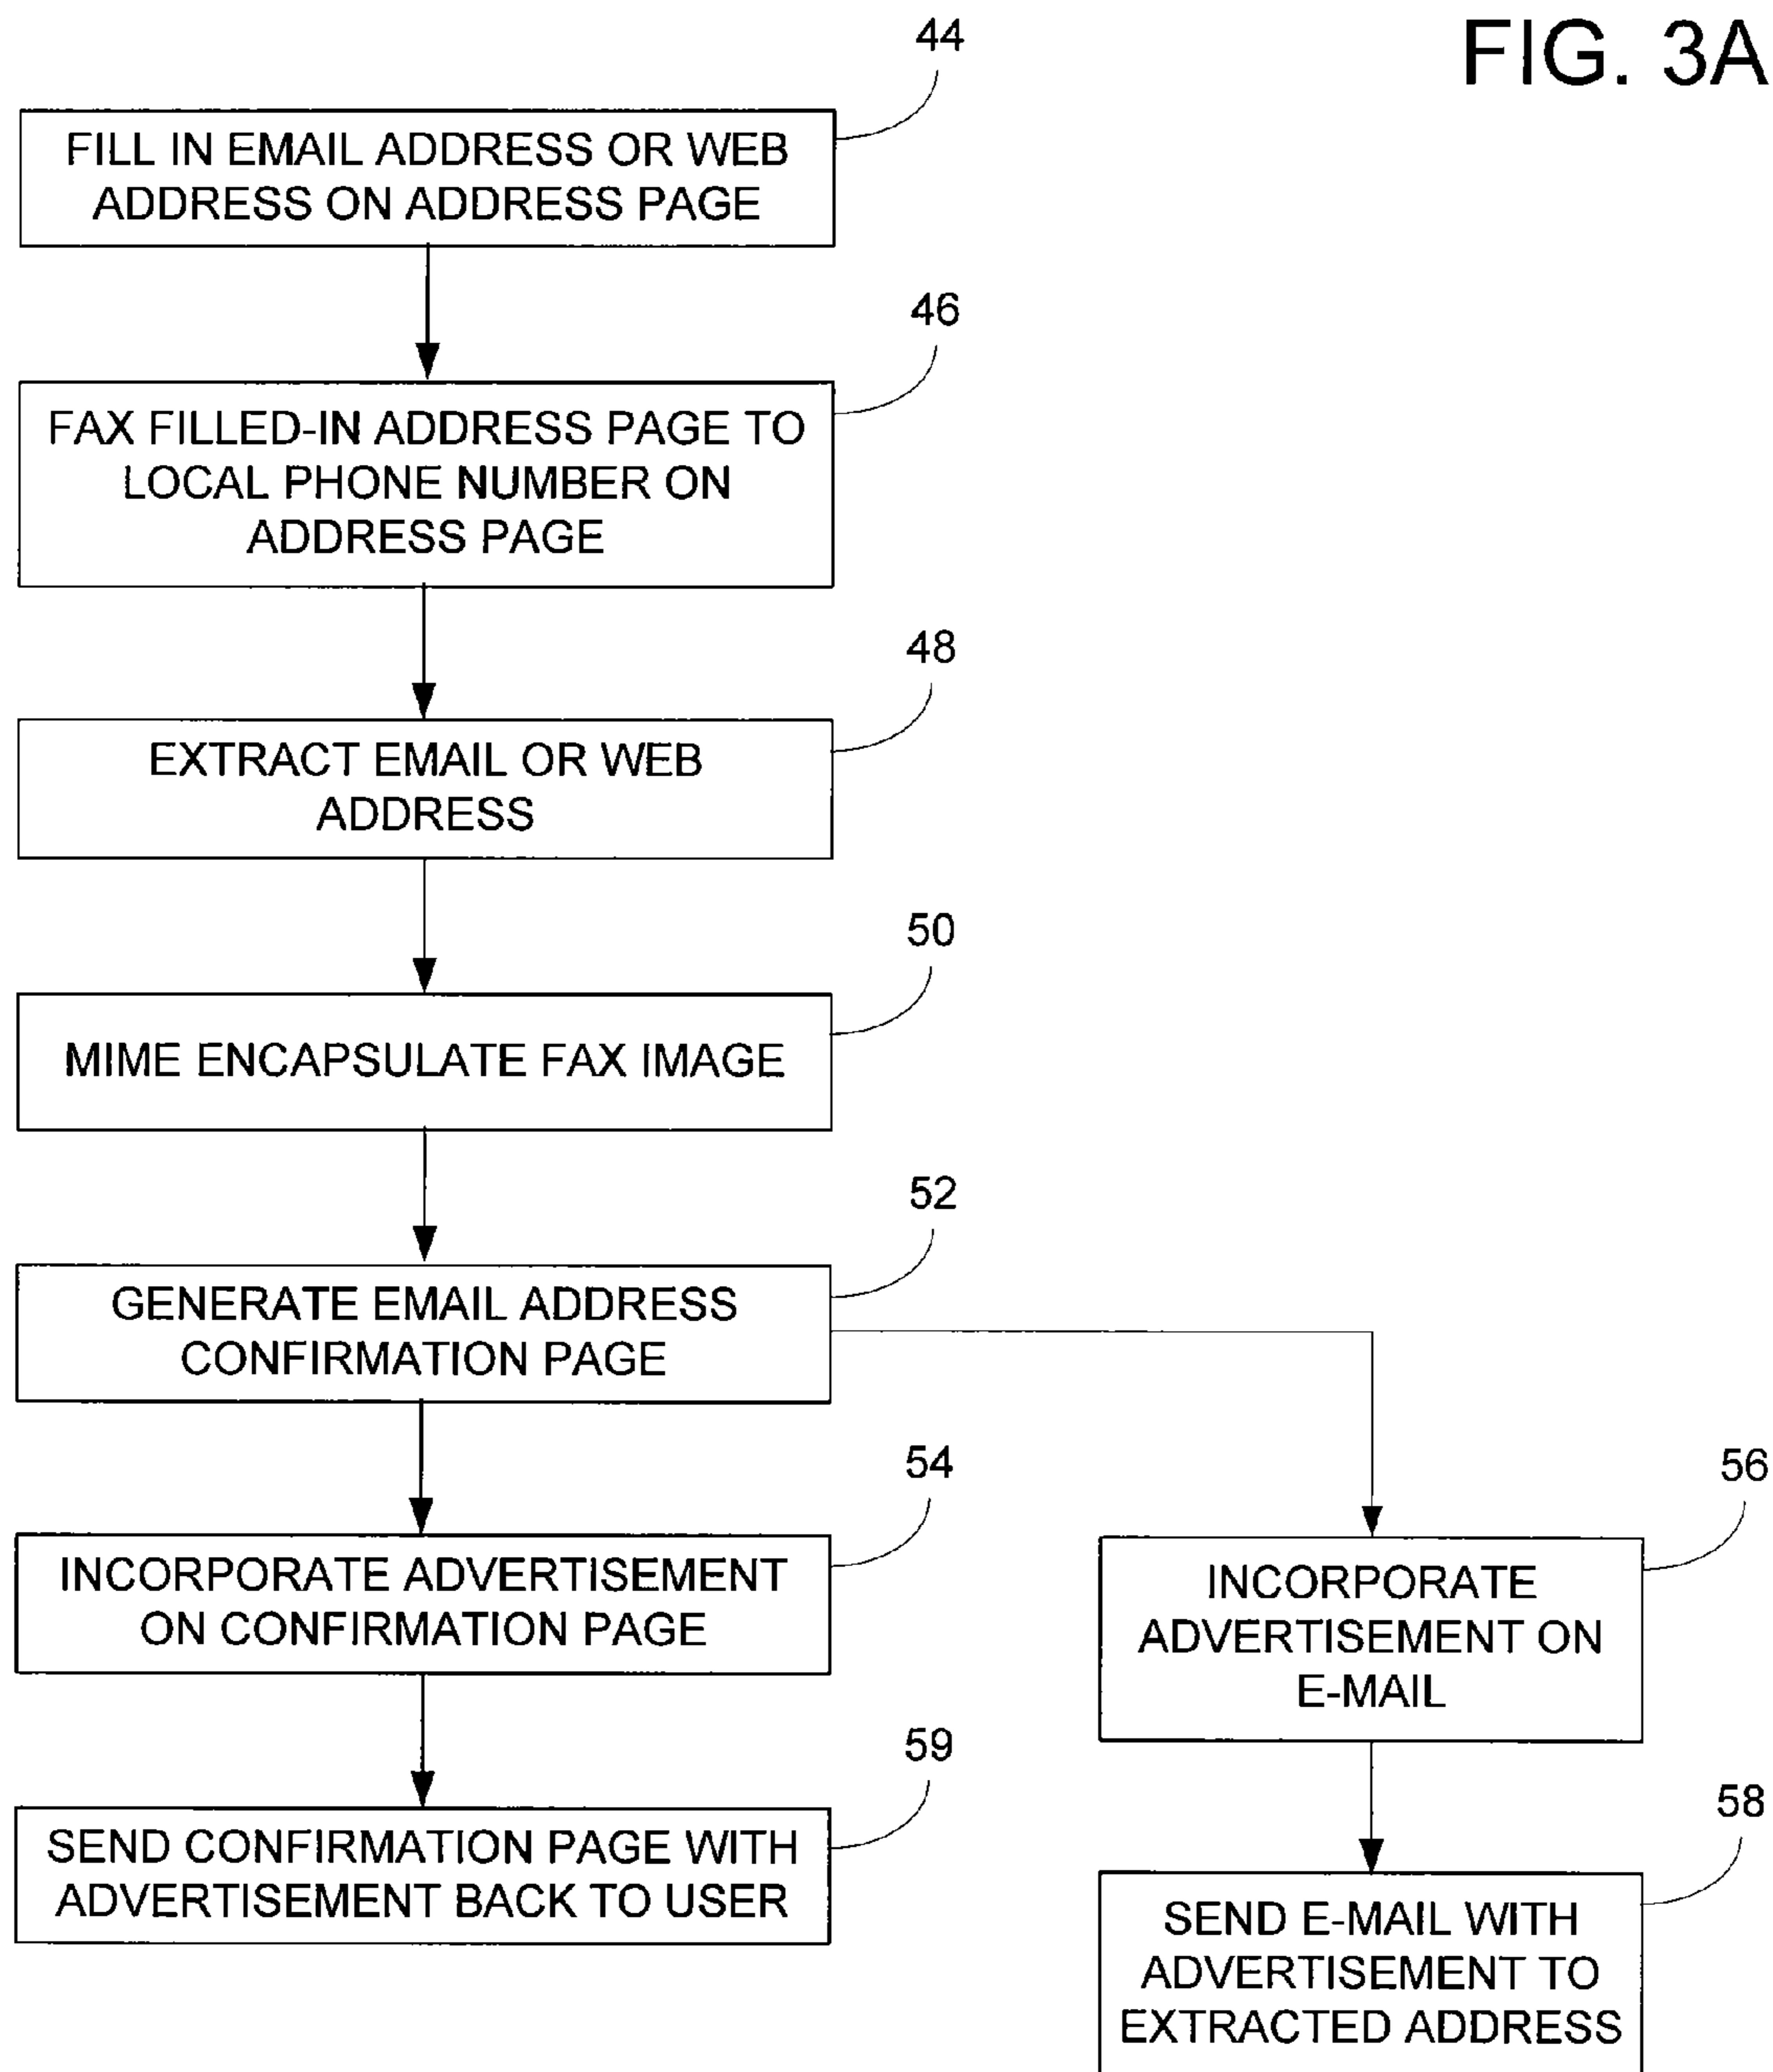 FIG. 3A
44
FILL IN EMAIL ADDRESS OR WEB
ADDRESS ON ADDRESS PAGE
46
FAX FILLED-IN ADDRESS PAGE TO
LOCAL PHONE NUMBER ON
ADDRESS PAGE
48
EXTRACT EMAIL OR WEB
ADDRESS
50
MIME ENCAPSULATE FAX IMAGE
52
GENERATE EMAIL ADDRESS
CONFIRMATION PAGE
54
INCORPORATE ADVERTISEMENT
ON CONFIRMATION PAGE
59
SEND CONFIRMATION PAGE WITH
ADVERTISEMENT BACK TO USER
56
INCORPORATE
ADVERTISEMENT ON
E-MAIL
58
SEND E-MAIL WITH
ADVERTISEMENT TO
EXTRACTED ADDRESS